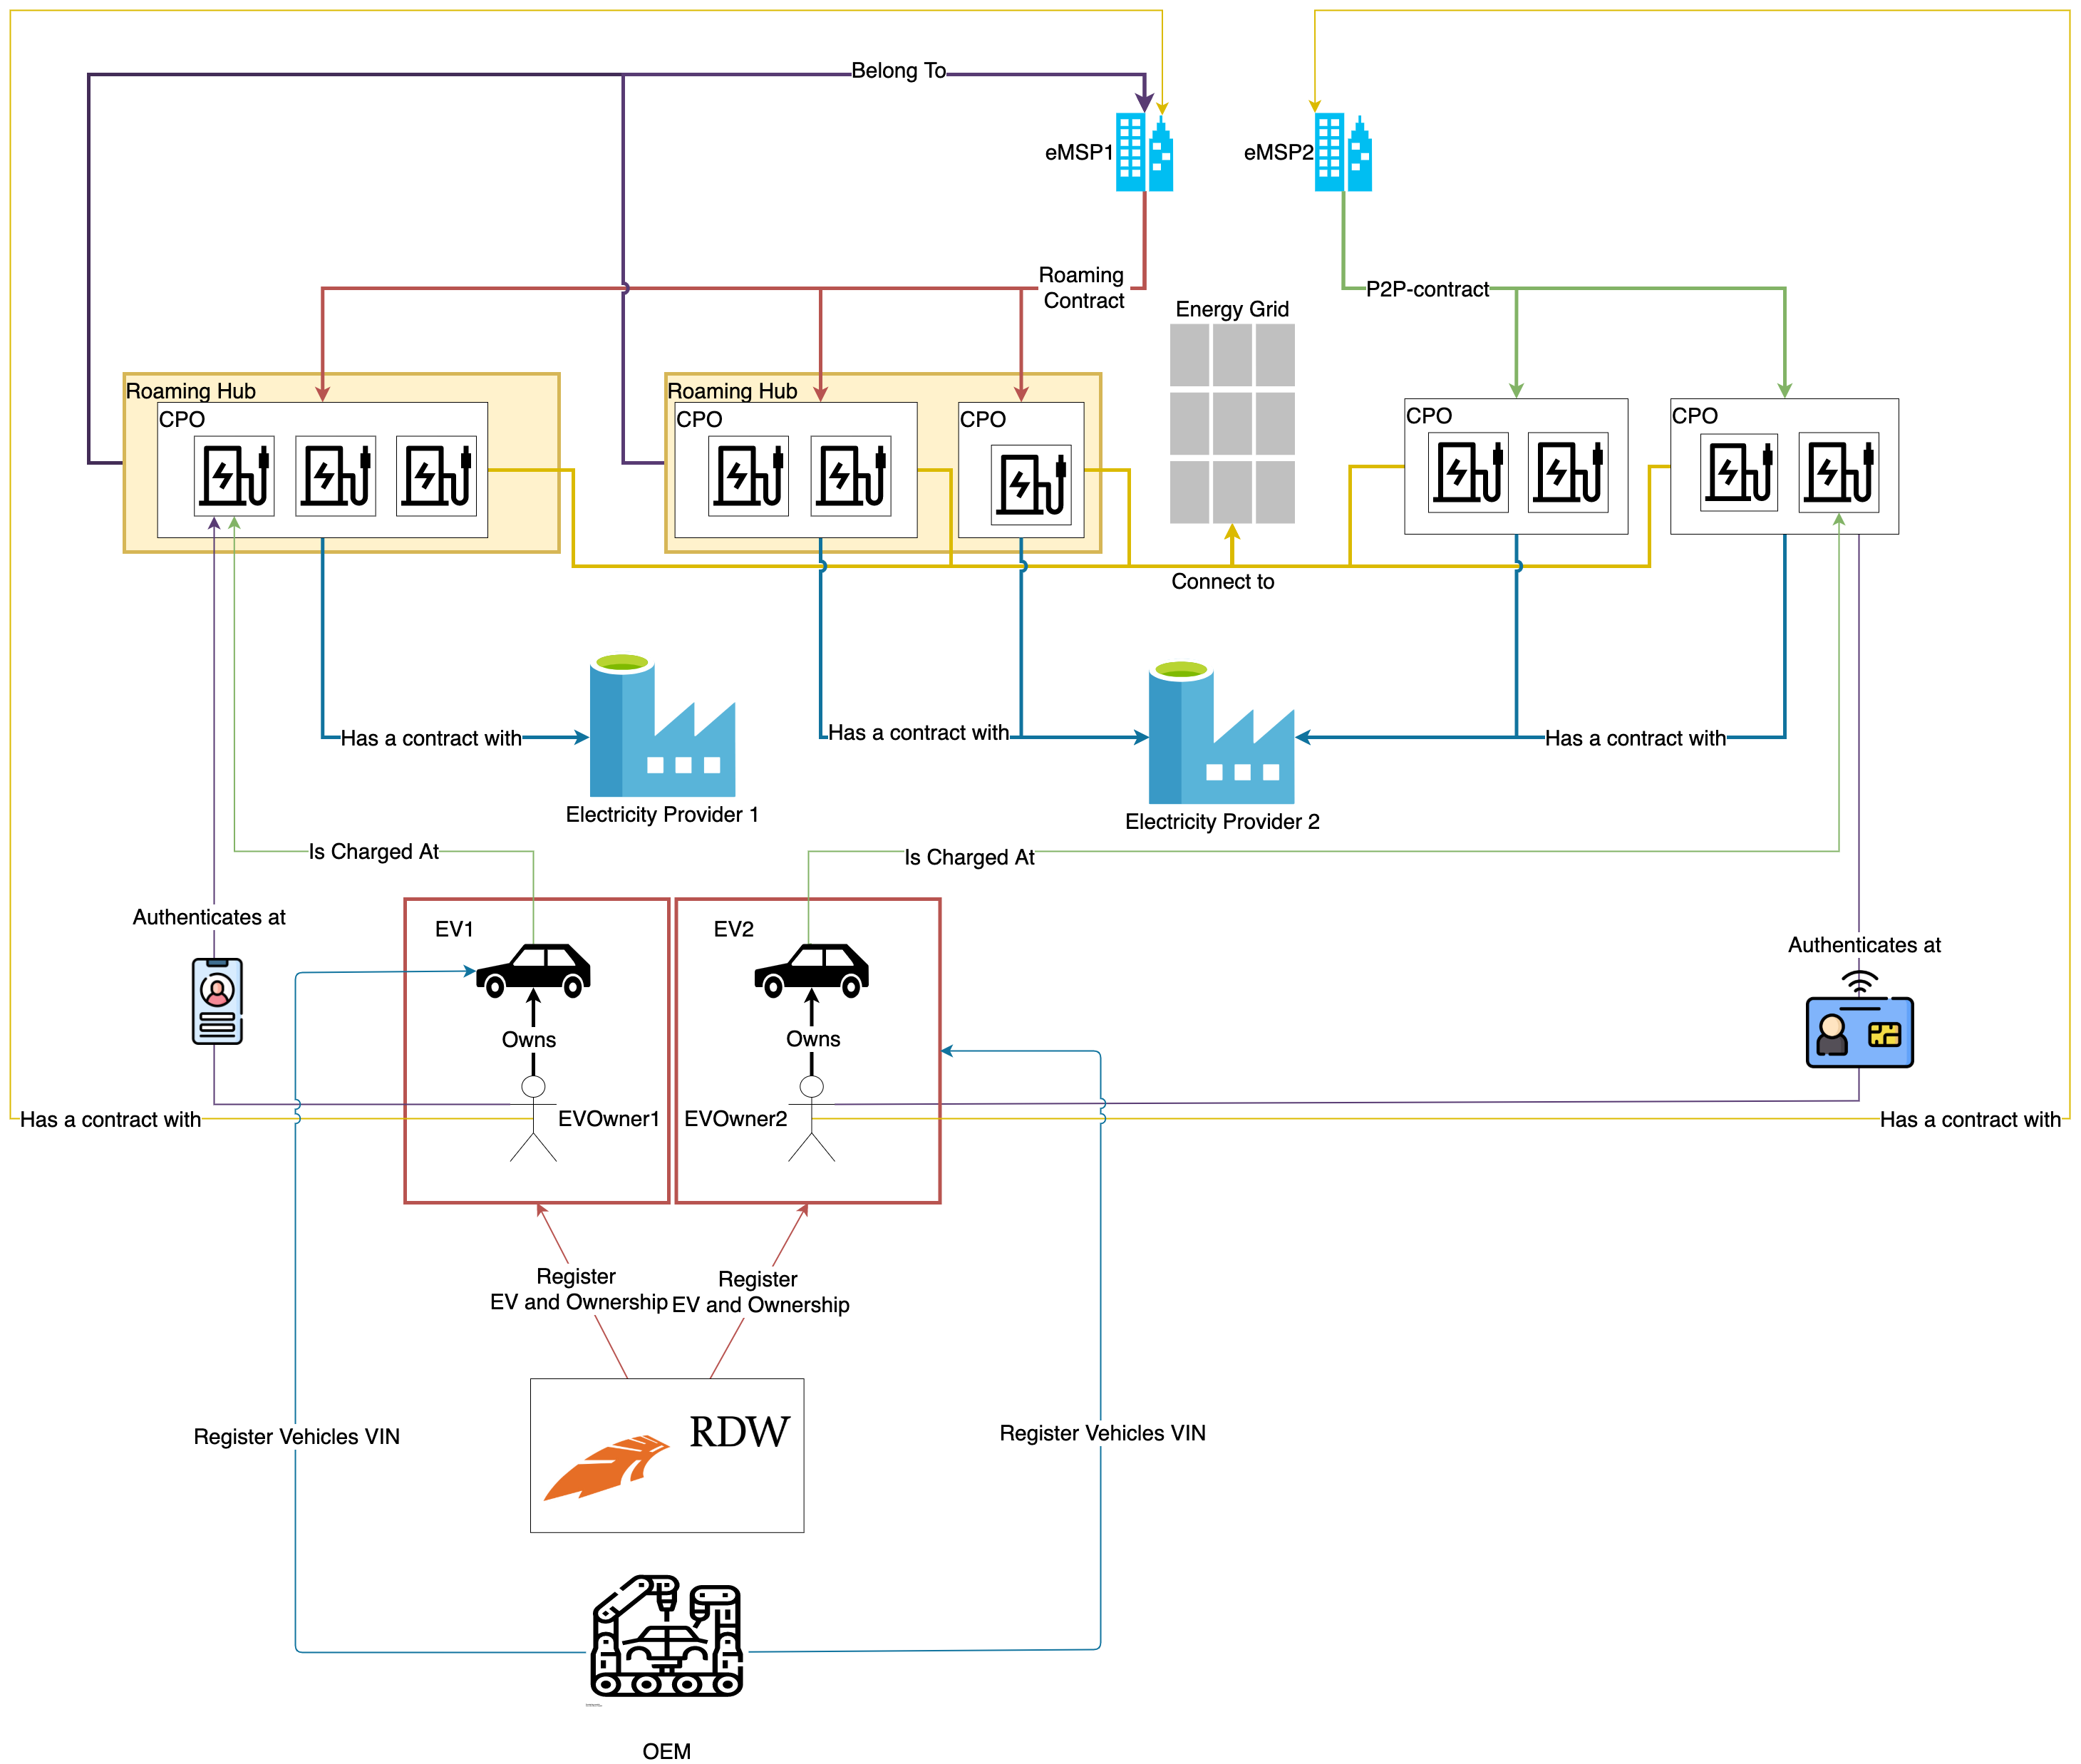 Belong To
eMSP1
eMSP2
Roaming
Contract
P2P-contract
Energy Grid
Roaming Hub
Roaming Hub
CPO
CPO
CPO
CPO
CPO
Connect to
Has a contract with
Has a contract with
Has a contract with
Electricity Provider 1
Electricity Provider 2
Is Charged At
Is Charged At
Authenticates at
EV1
EV2
Authenticates at
Owns
Owns
Has a contract with
EVOwner1
EVOwner2
Has a contract with
Register
EV and Ownership
Register
EV and Ownership
RDW
Register Vehicles VIN
Register Vehicles VIN
OEM